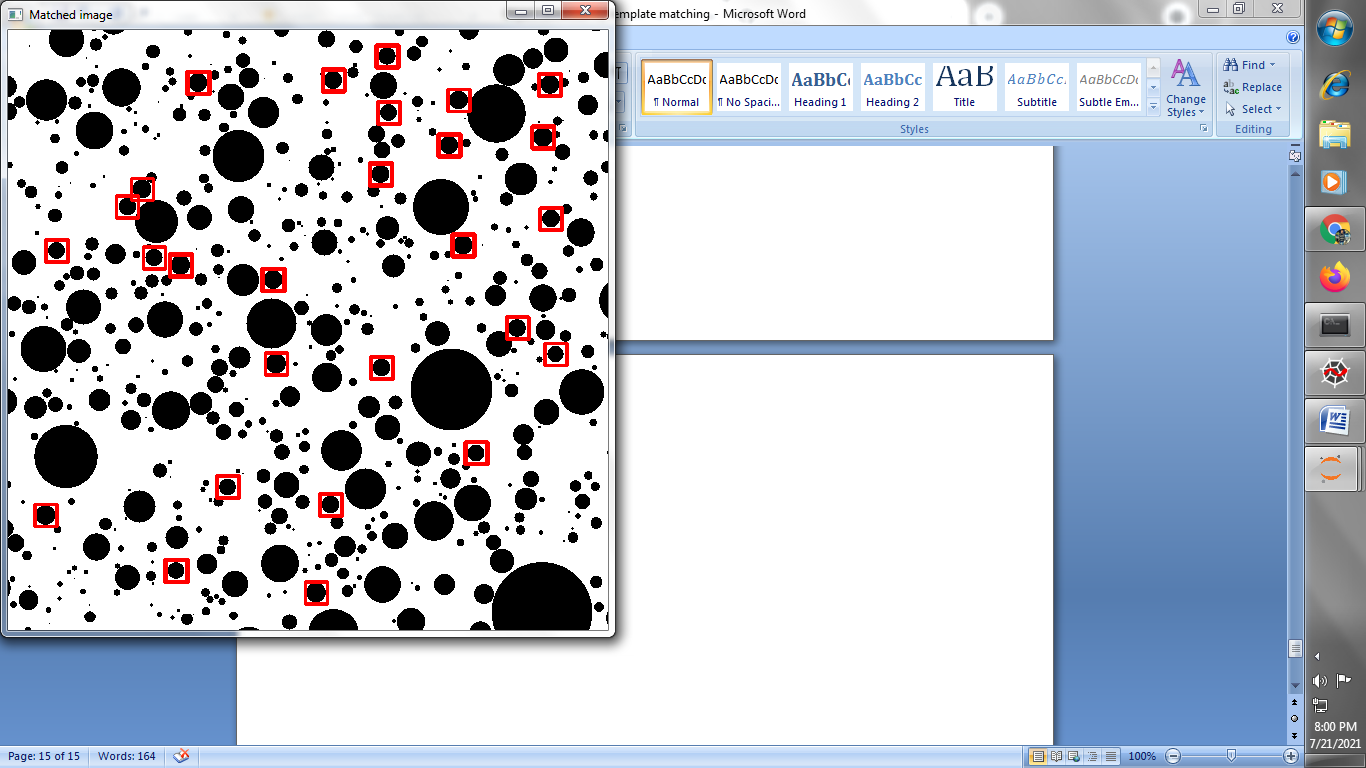 Matched image
emplate matching - Microsoft Word
AaBbCcDc AaBbCcDc AaBbC AaBbCc AaB AaBbCc. AaBbCcDc
¶ Normal ¶ No Spaci... Heading 1 Heading 2 Title Subtitle Subtle Em...
Change
Styles
Find
Replace
Select
Styles
Editing
Page: 15 of 15 Words: 164
100%
8:00 PM
7/21/2021